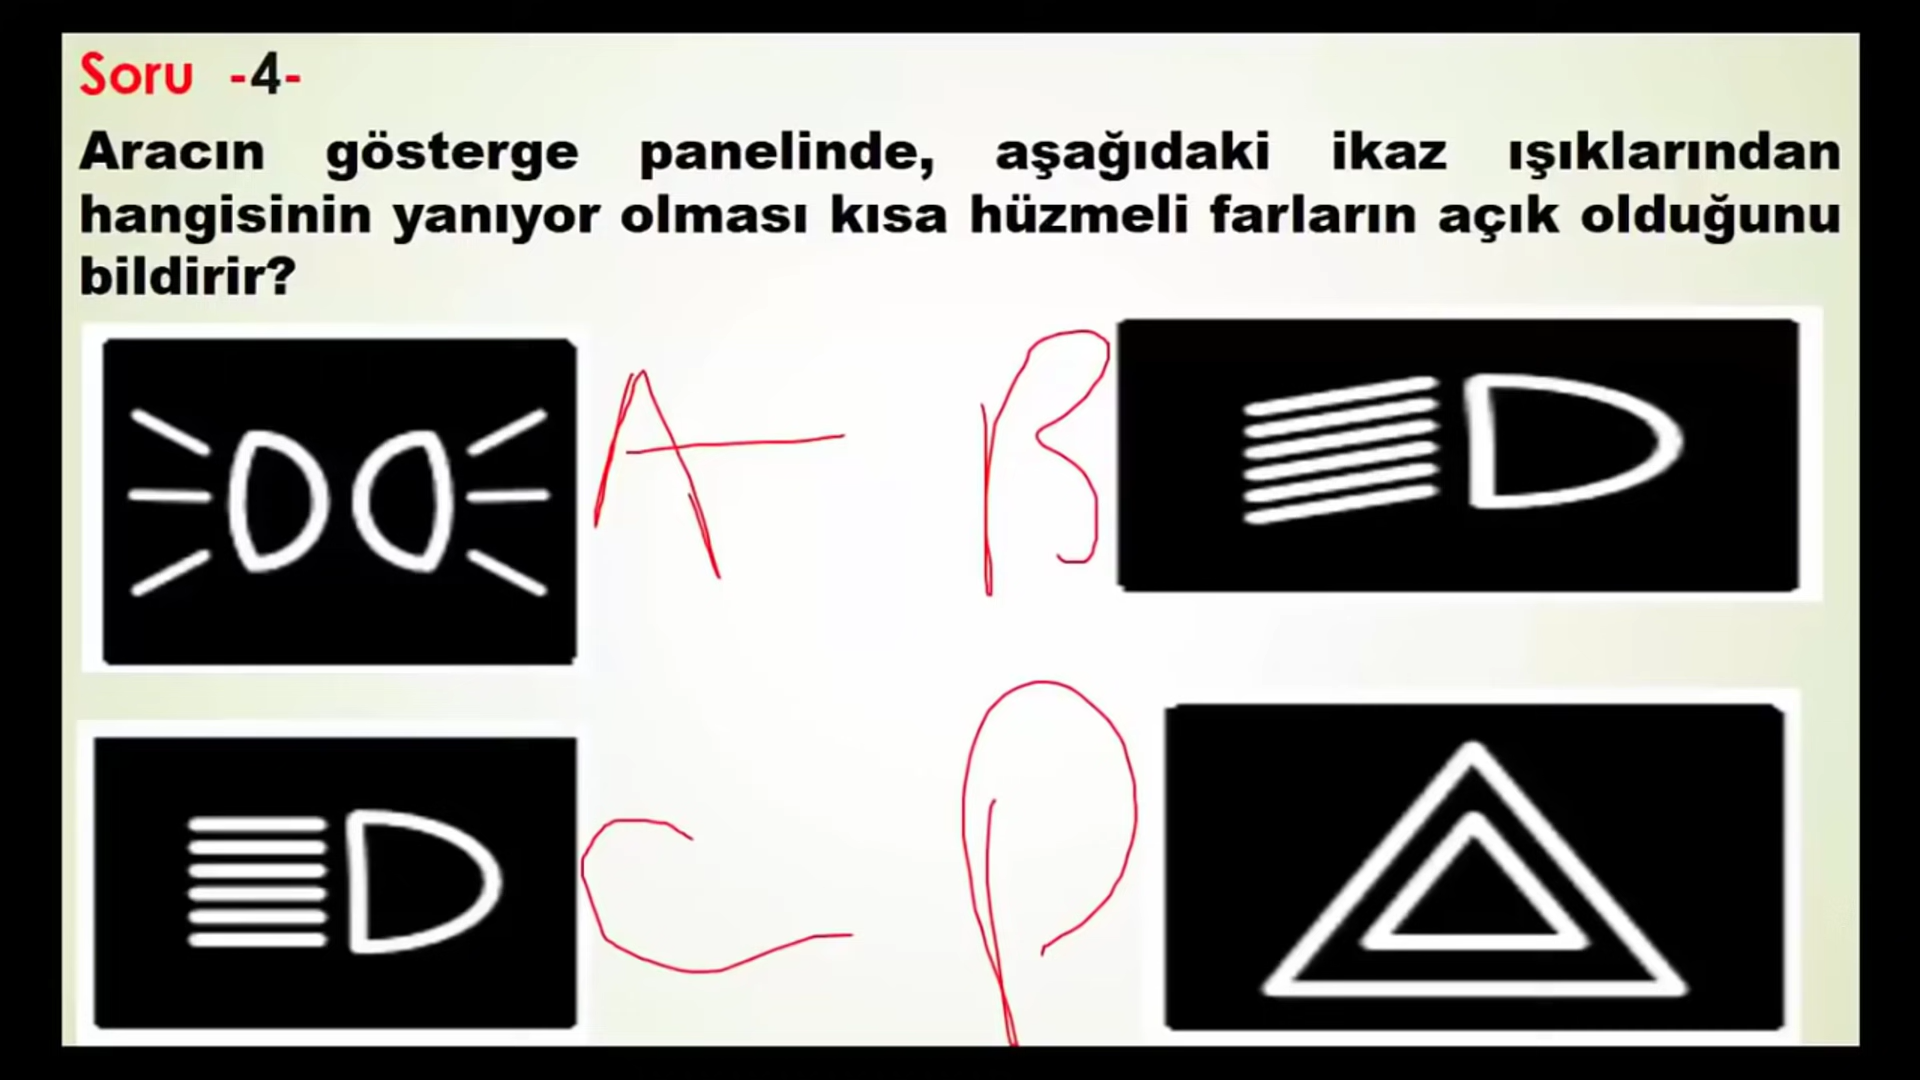 Soru -4-
Aracın gösterge panelinde, aşağıdaki ikaz ışıklarından
hangisinin yanıyor olması kısa hüzmeli farların açık olduğunu
bildirir?
A B
C D